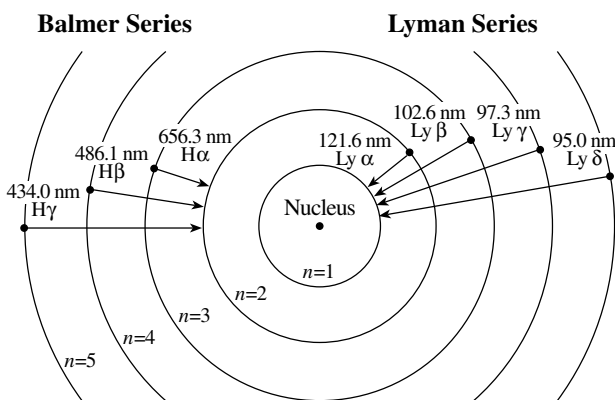 Balmer Series
Lyman Series
656.3 nm
Hα
486.1 nm
Hβ
434.0 nm
Hγ
121.6 nm
Ly α
102.6 nm
Ly β
97.3 nm
Ly γ
95.0 nm
Ly δ
Nucleus
n=1
n=2
n=3
n=4
n=5